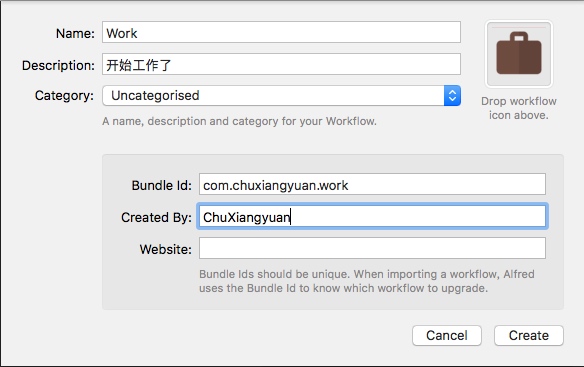 Name: Work
Description: 开始工作了
Category: Uncategorised
A name, description and category for your Workflow.
Drop workflow
icon above.
Bundle Id: com.chuxiangyuan.work
Created By: ChuXiangyuan
Website:
Bundle Ids should be unique. When importing a workflow, Alfred
uses the Bundle Id to know which workflow to upgrade.
Cancel Create